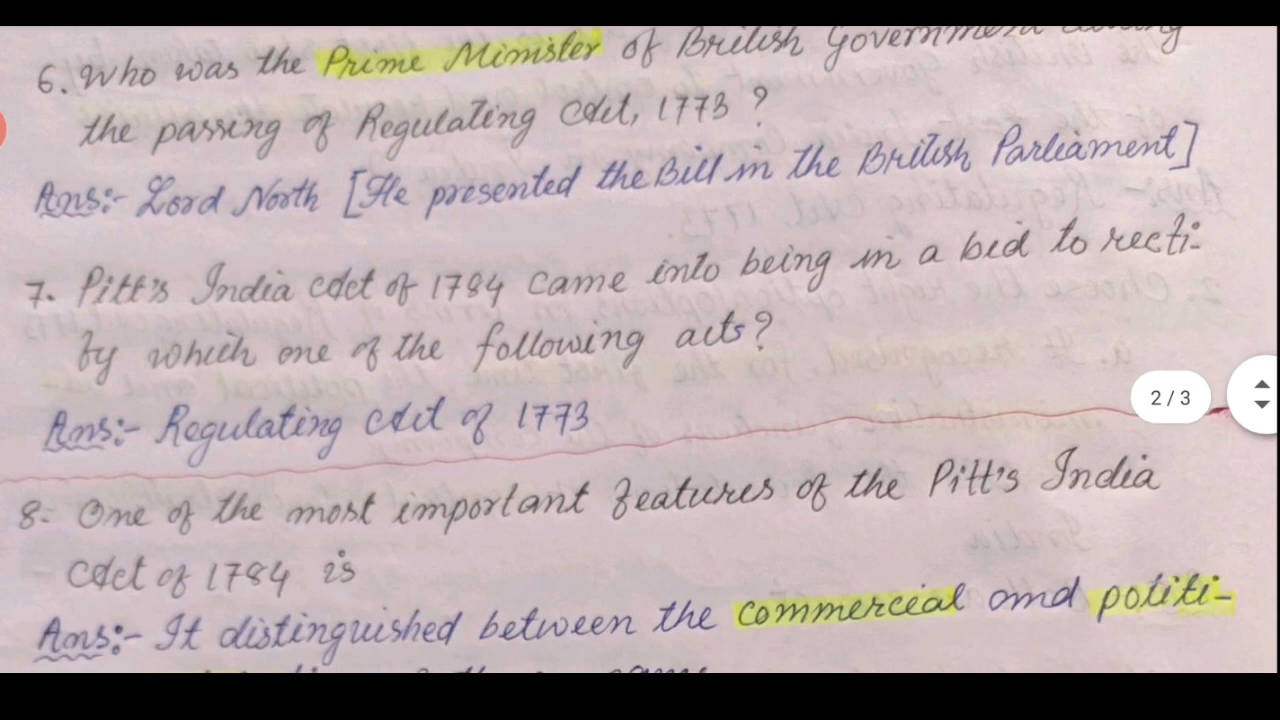 6. Who was the Prime Minister of British Government during
the passing of Regulating Act, 1773 ?
Ans:- Lord North [He presented the Bill in the British Parliament]
7. Pitt's India Act of 1784 came into being in a bid to recti-
fy which one of the following acts?
2 / 3
Ans:- Regulating Act of 1773
8. One of the most important features of the Pitt's India
Act of 1784 is
Ans:- It distinguished between the commercial and politi-